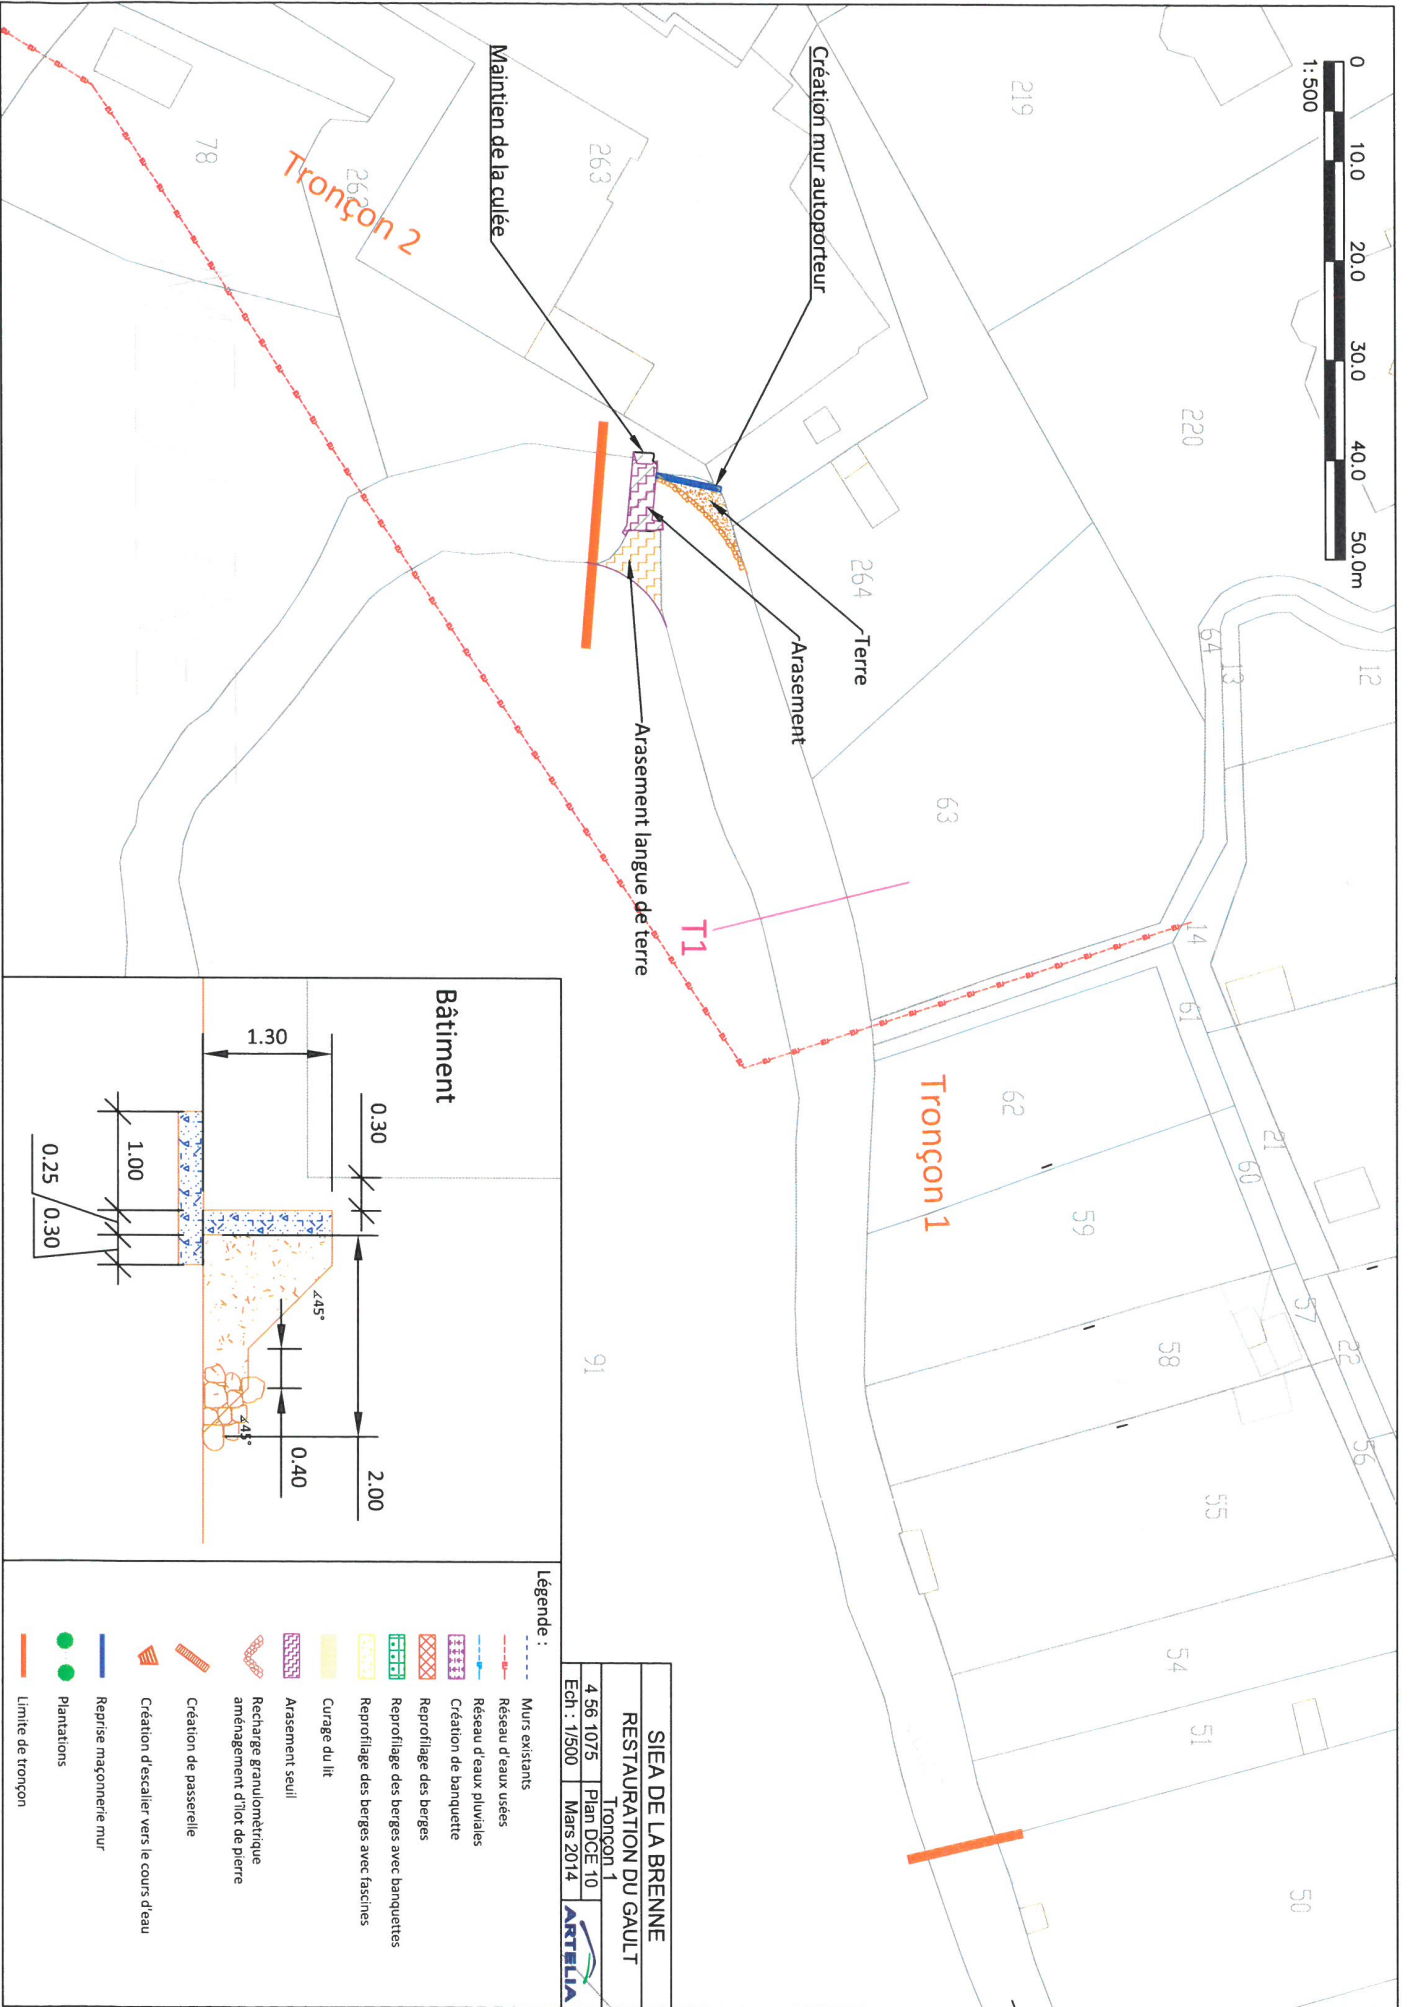 0
10.0
20.0
30.0
40.0
50.0m
1: 500
219
220
12
13
64
14
61
21
60
57
22
56
263
264
63
62
59
58
55
54
51
50
78
91
Création mur autoporteur
Maintien de la culée
Terre
Arasement
Arasement langue de terre
Tronçon 2
Tronçon 1
T1
Bâtiment
1.30
0.30
∡45°
2.00
0.40
∡45°
1.00
0.25
0.30
SIEA DE LA BRENNE
RESTAURATION DU GAULT
Tronçon 1
4 56 1075
Plan DCE 10
Ech : 1/500
Mars 2014
ARTELIA
Légende :
Murs existants
Réseau d'eaux usées
Réseau d'eaux pluviales
Création de banquette
Reprofilage des berges
Reprofilage des berges avec banquettes
Reprofilage des berges avec fascines
Curage du lit
Arasement seuil
Recharge granulométrique
aménagement d'îlot de pierre
Création de passerelle
Création d'escalier vers le cours d'eau
Reprise maçonnerie mur
Plantations
Limite de tronçon